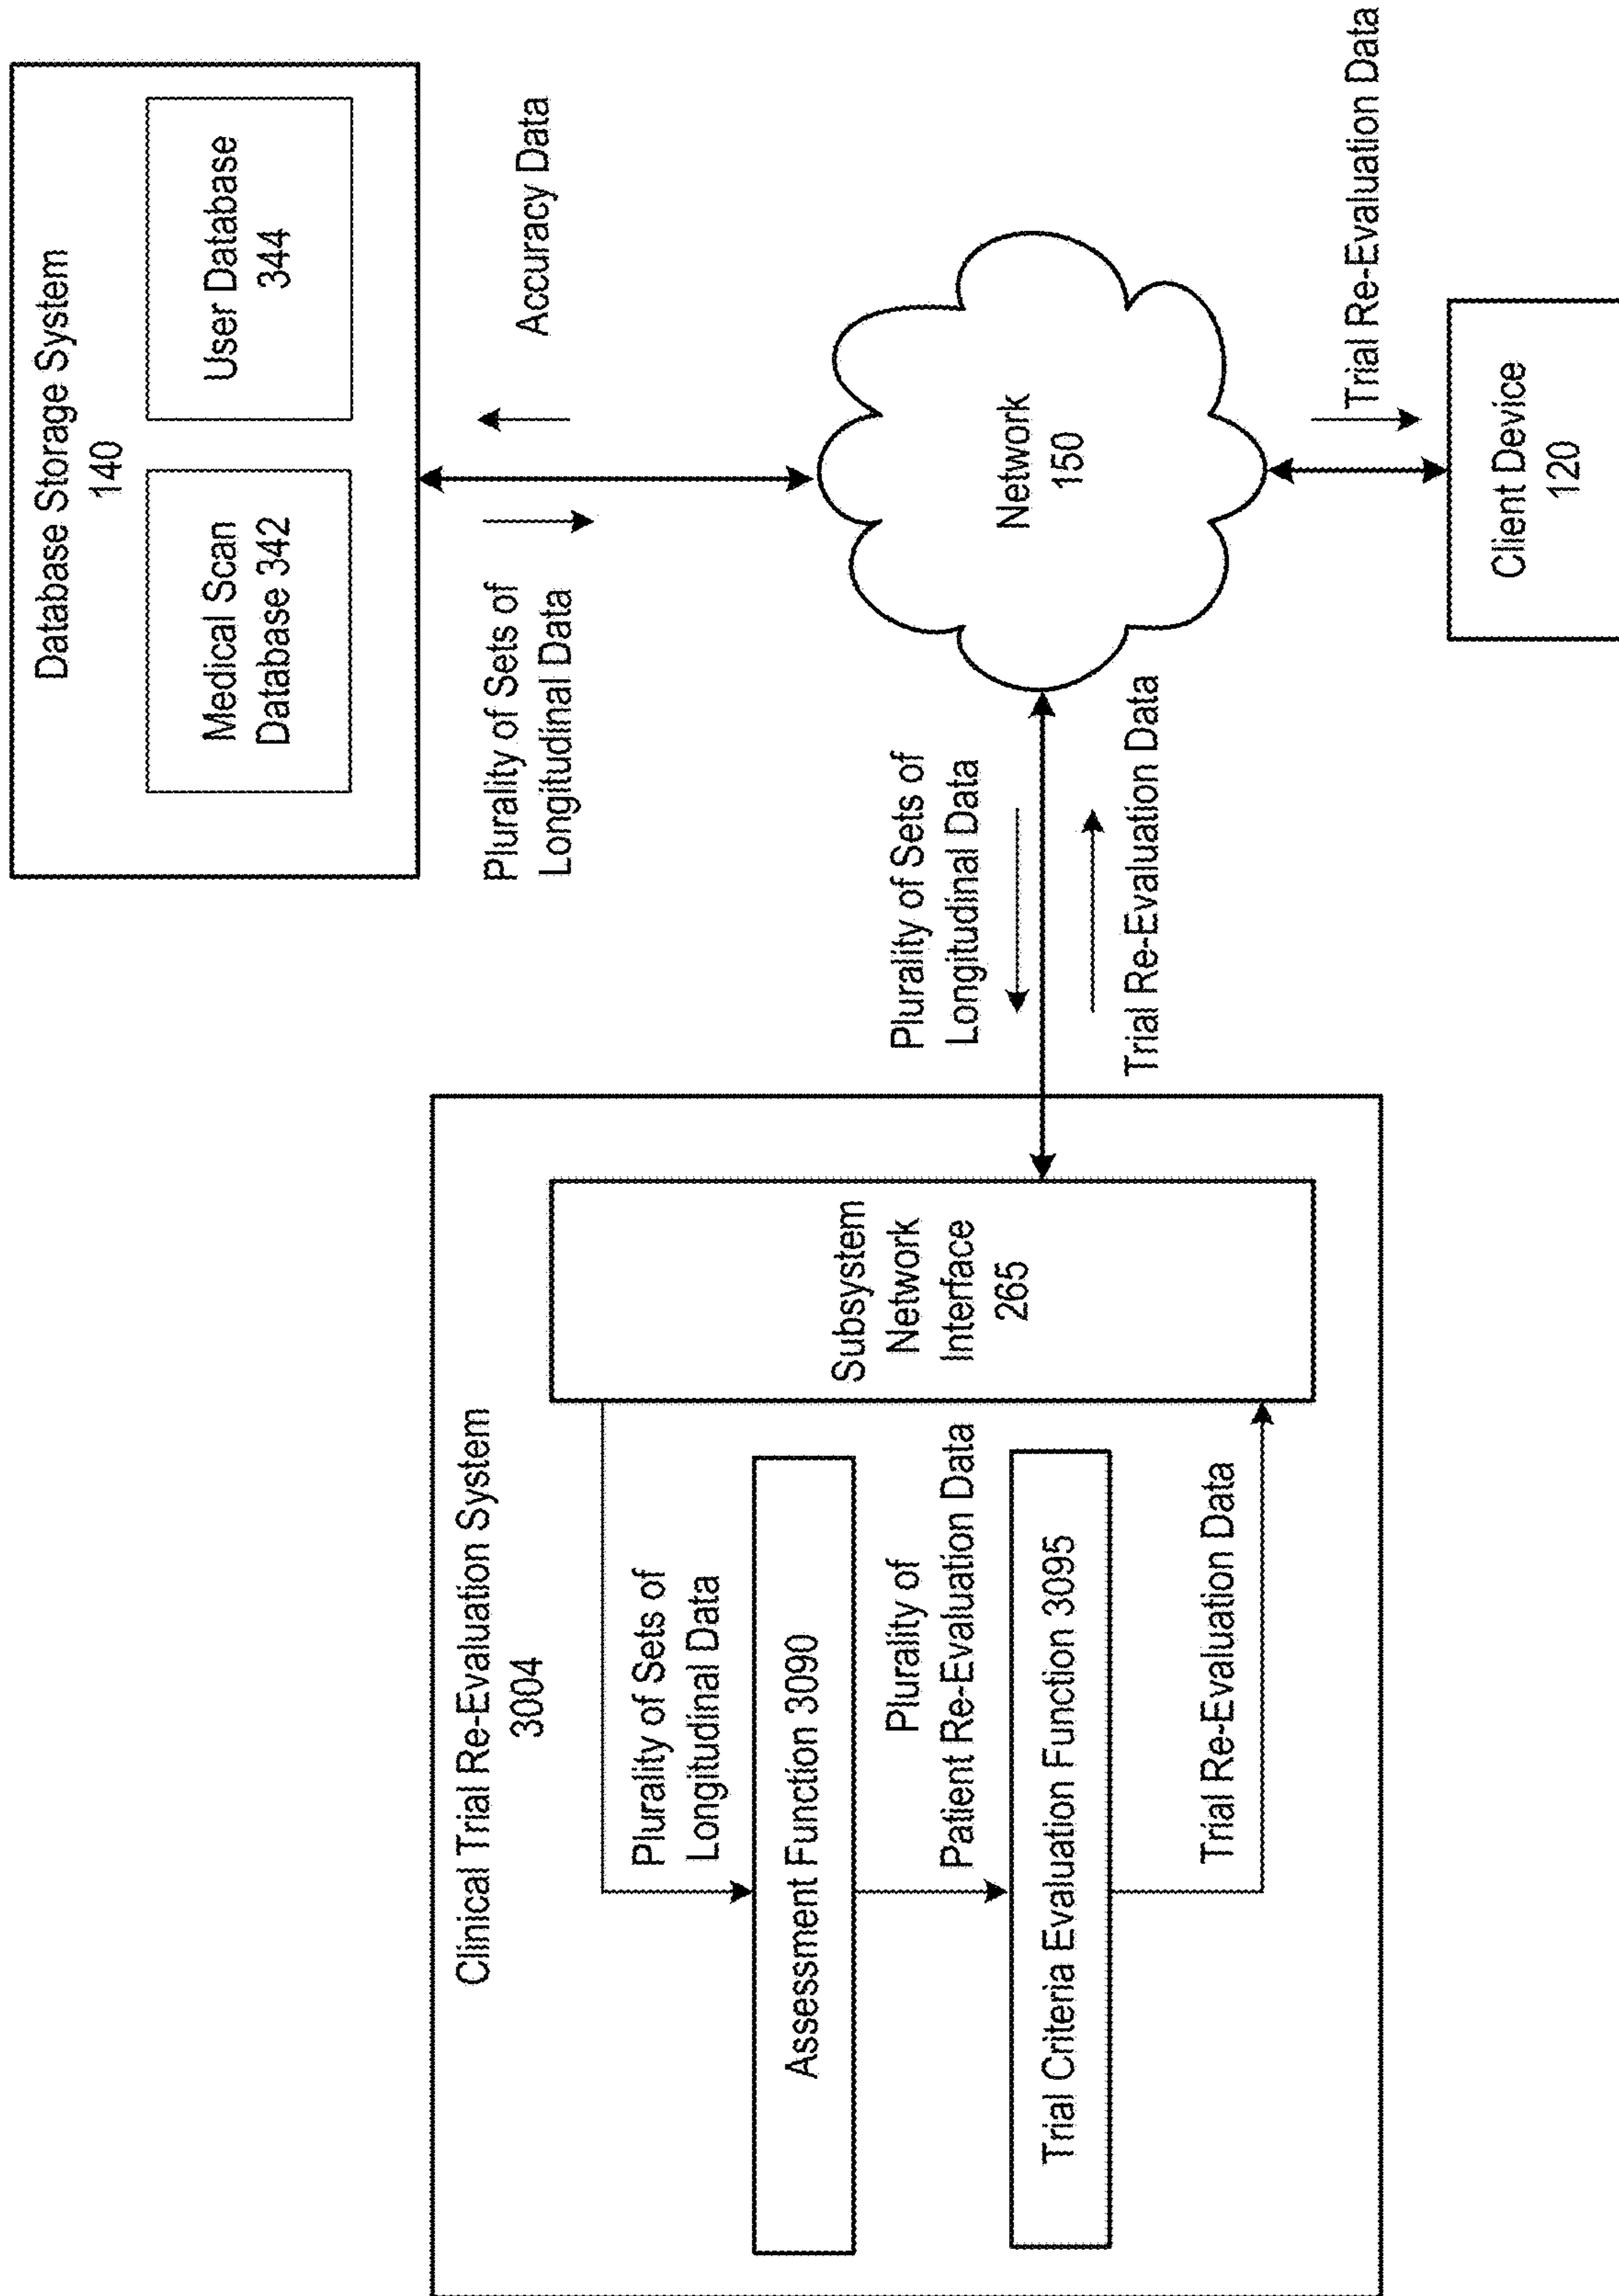 Clinical Trial Re-Evaluation System
3004
Plurality of Sets of
Longitudinal Data
Assessment Function 3090
Plurality of
Patient Re-Evaluation Data
Trial Criteria Evaluation Function 3095
Trial Re-Evaluation Data
Subsystem
Network
Interface
265
Plurality of Sets of
Longitudinal Data
Trial Re-Evaluation Data
Database Storage System
140
Medical Scan
Database 342
User Database
344
Plurality of Sets of
Longitudinal Data
Accuracy Data
Network
150
Trial Re-Evaluation Data
Client Device
120